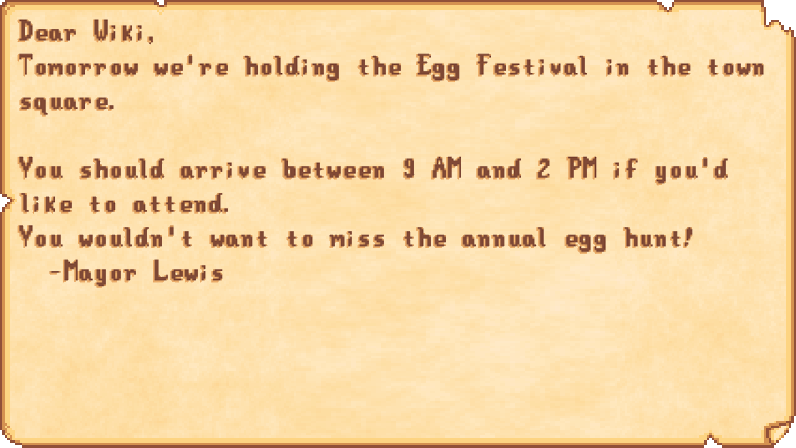 Dear Wiki,
Tomorrow we're holding the Egg Festival in the town
square.
You should arrive between 9 AM and 2 PM if you'd
like to attend.
You wouldn't want to miss the annual egg hunt!
-Mayor Lewis